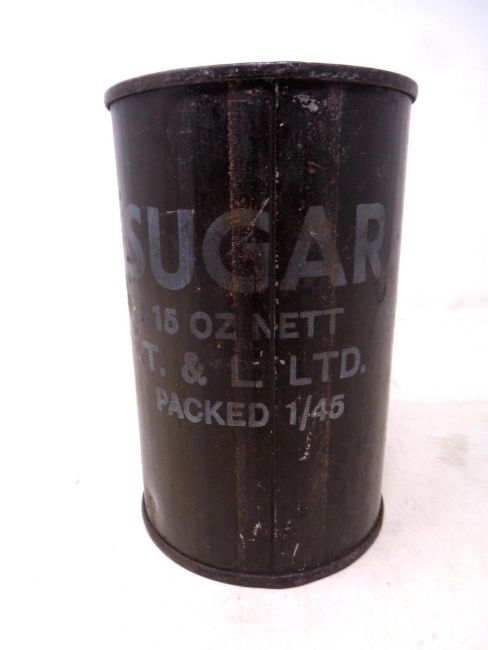 SUGAR
15 OZ NETT
T. & L. LTD.
PACKED 1/45